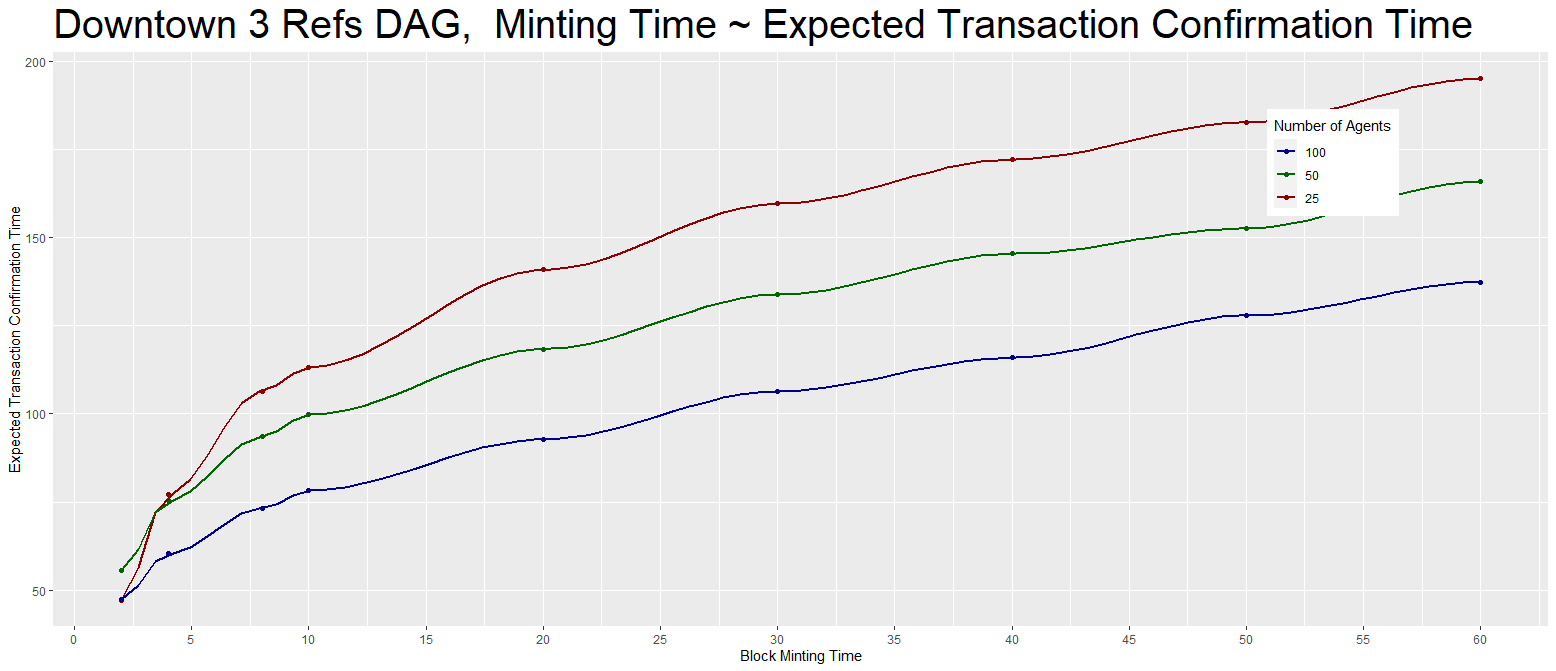 Downtown 3 Refs DAG,  Minting Time ~ Expected Transaction Confirmation Time
Expected Transaction Confirmation Time
200
150
100
50
Number of Agents
100
50
25
0 5 10 15 20 25 30 35 40 45 50 55 60
Block Minting Time